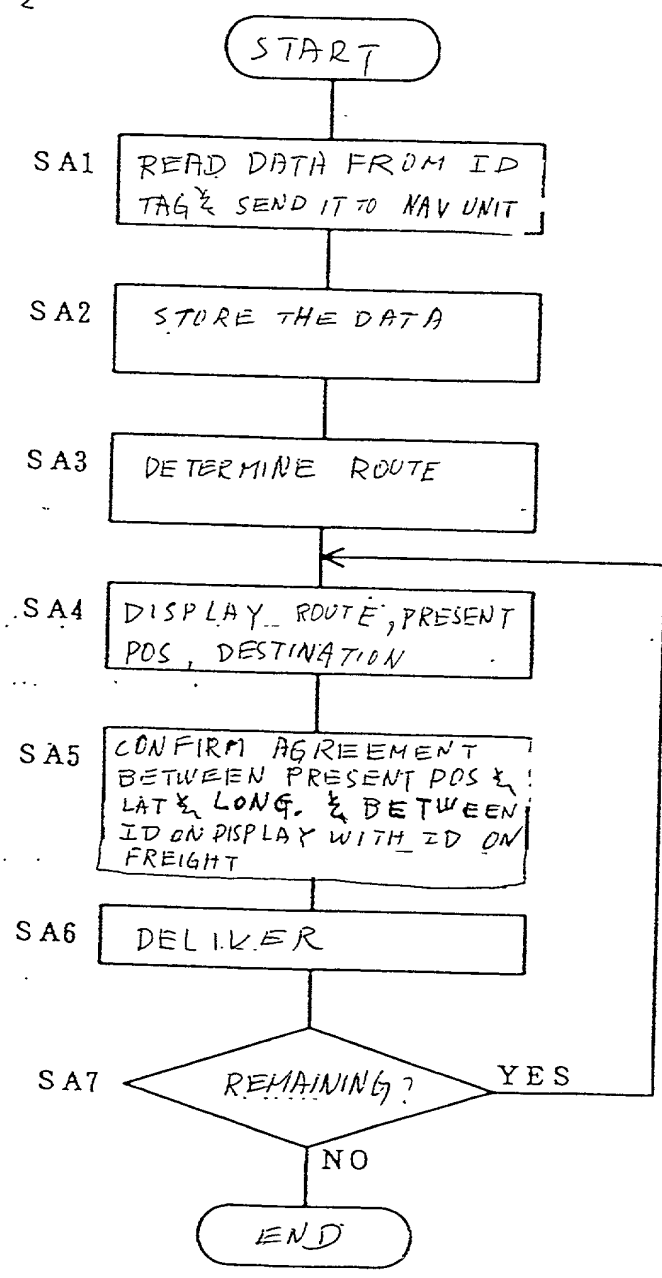 2
START
SA1
READ DATA FROM ID
TAG & SEND IT TO NAV UNIT
SA2
STORE THE DATA
SA3
DETERMINE ROUTE
SA4
DISPLAY ROUTE, PRESENT
POS, DESTINATION
SA5
CONFIRM AGREEMENT
BETWEEN PRESENT POS &
LAT & LONG. & BETWEEN
ID ON DISPLAY WITH ID ON
FREIGHT
SA6
DELIVER
SA7
REMAINING?
YES
NO
END